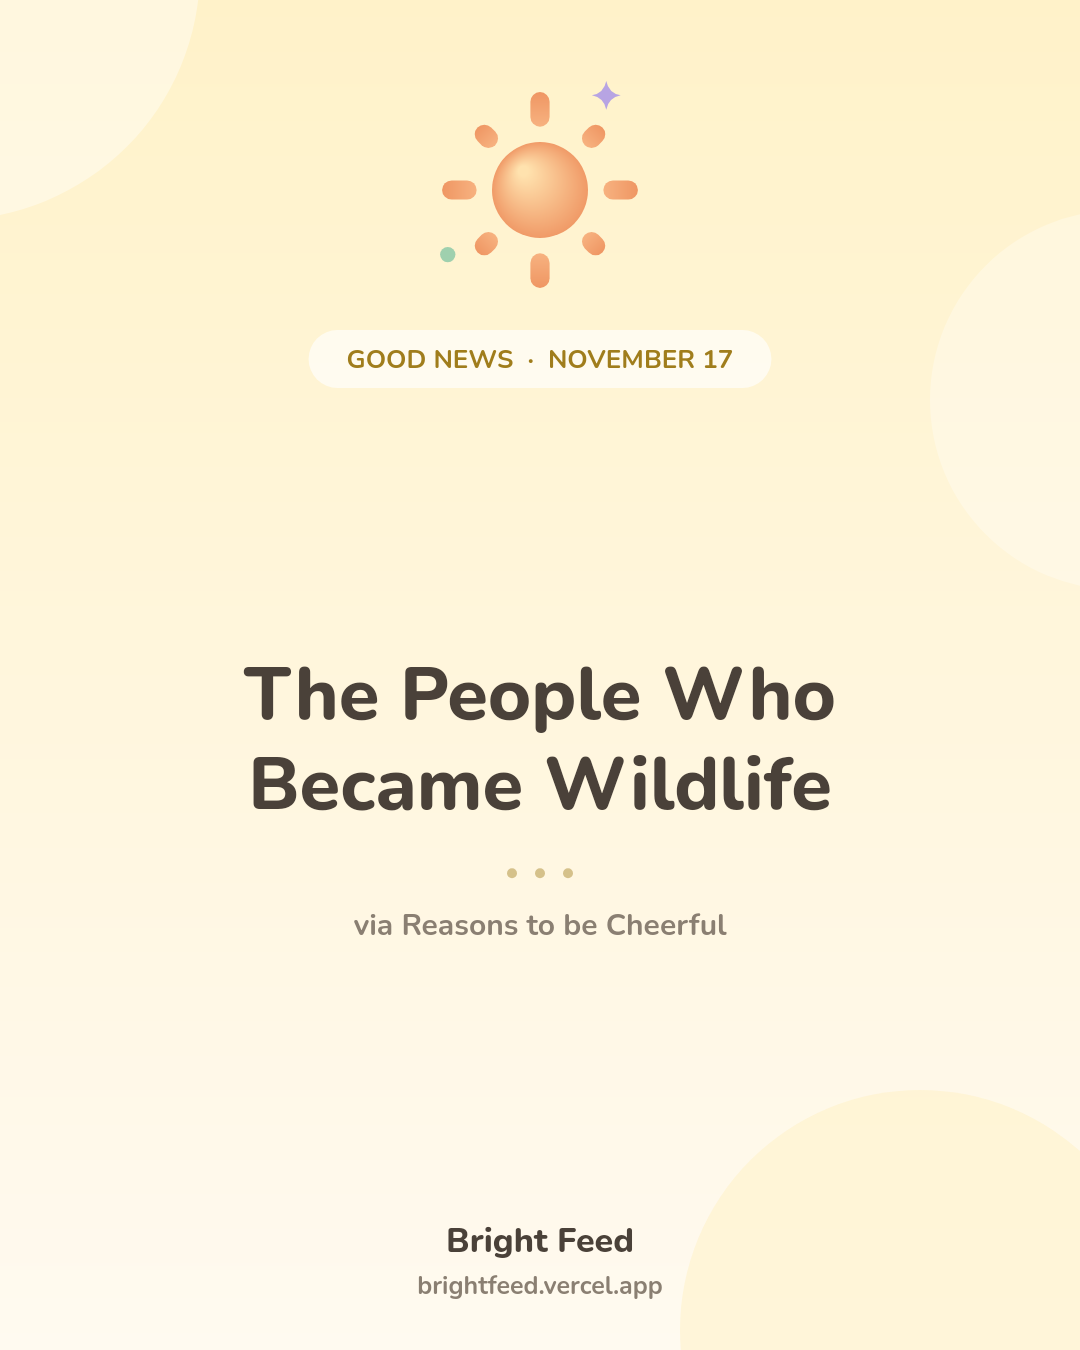 GOOD NEWS · NOVEMBER 17
The People Who
Became Wildlife
via Reasons to be Cheerful
Bright Feed
brightfeed.vercel.app